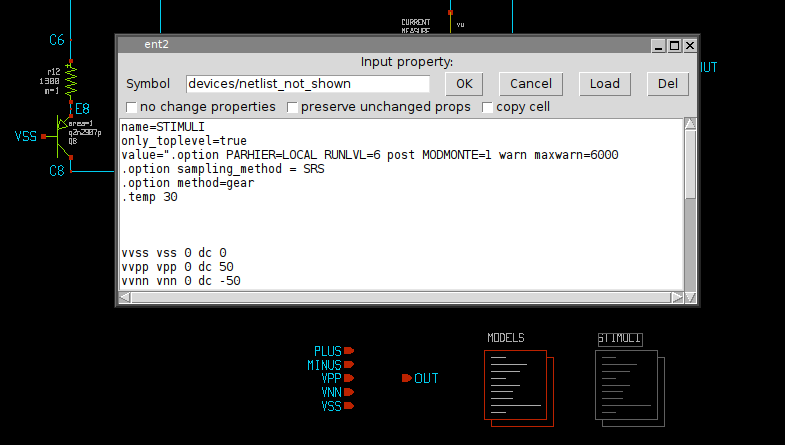 CURRENT
MEASURE
vu
C6
r12
1300
m=1
E8
area=1
q2n2907p
Q8
VSS
C8
ent2
Input property:
Symbol devices/netlist_not_shown OK Cancel Load Del
no change properties preserve unchanged props copy cell
name=STIMULI
only_toplevel=true
value=".option PARHIER=LOCAL RUNLVL=6 post MODMONTE=1 warn maxwarn=6000
.option sampling_method = SRS
.option method=gear
.temp 30
vvss vss 0 dc 0
vvpp vpp 0 dc 50
vvnn vnn 0 dc -50
PLUS
MINUS
VPP
VNN
VSS
OUT
MODELS
STIMULI